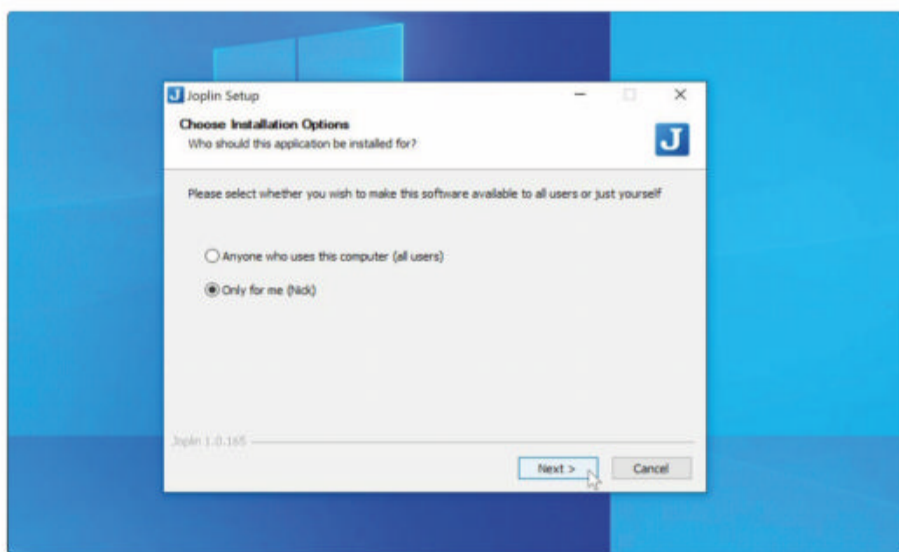 J Joplin Setup
Choose Installation Options
Who should this application be installed for?
J
Please select whether you wish to make this software available to all users or just yourself
Anyone who uses this computer (all users)
Only for me (Nick)
Joplin 1.0.165
Next >
Cancel